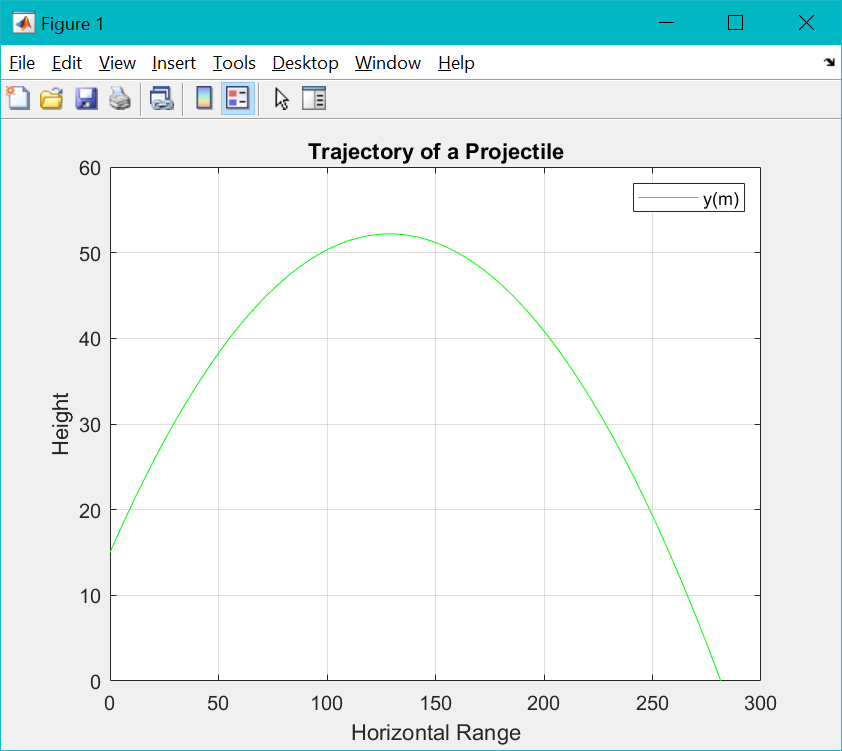 Figure 1
File Edit View Insert Tools Desktop Window Help
Trajectory of a Projectile
y(m)
60
50
40
30
20
10
0
Height
0 50 100 150 200 250 300
Horizontal Range